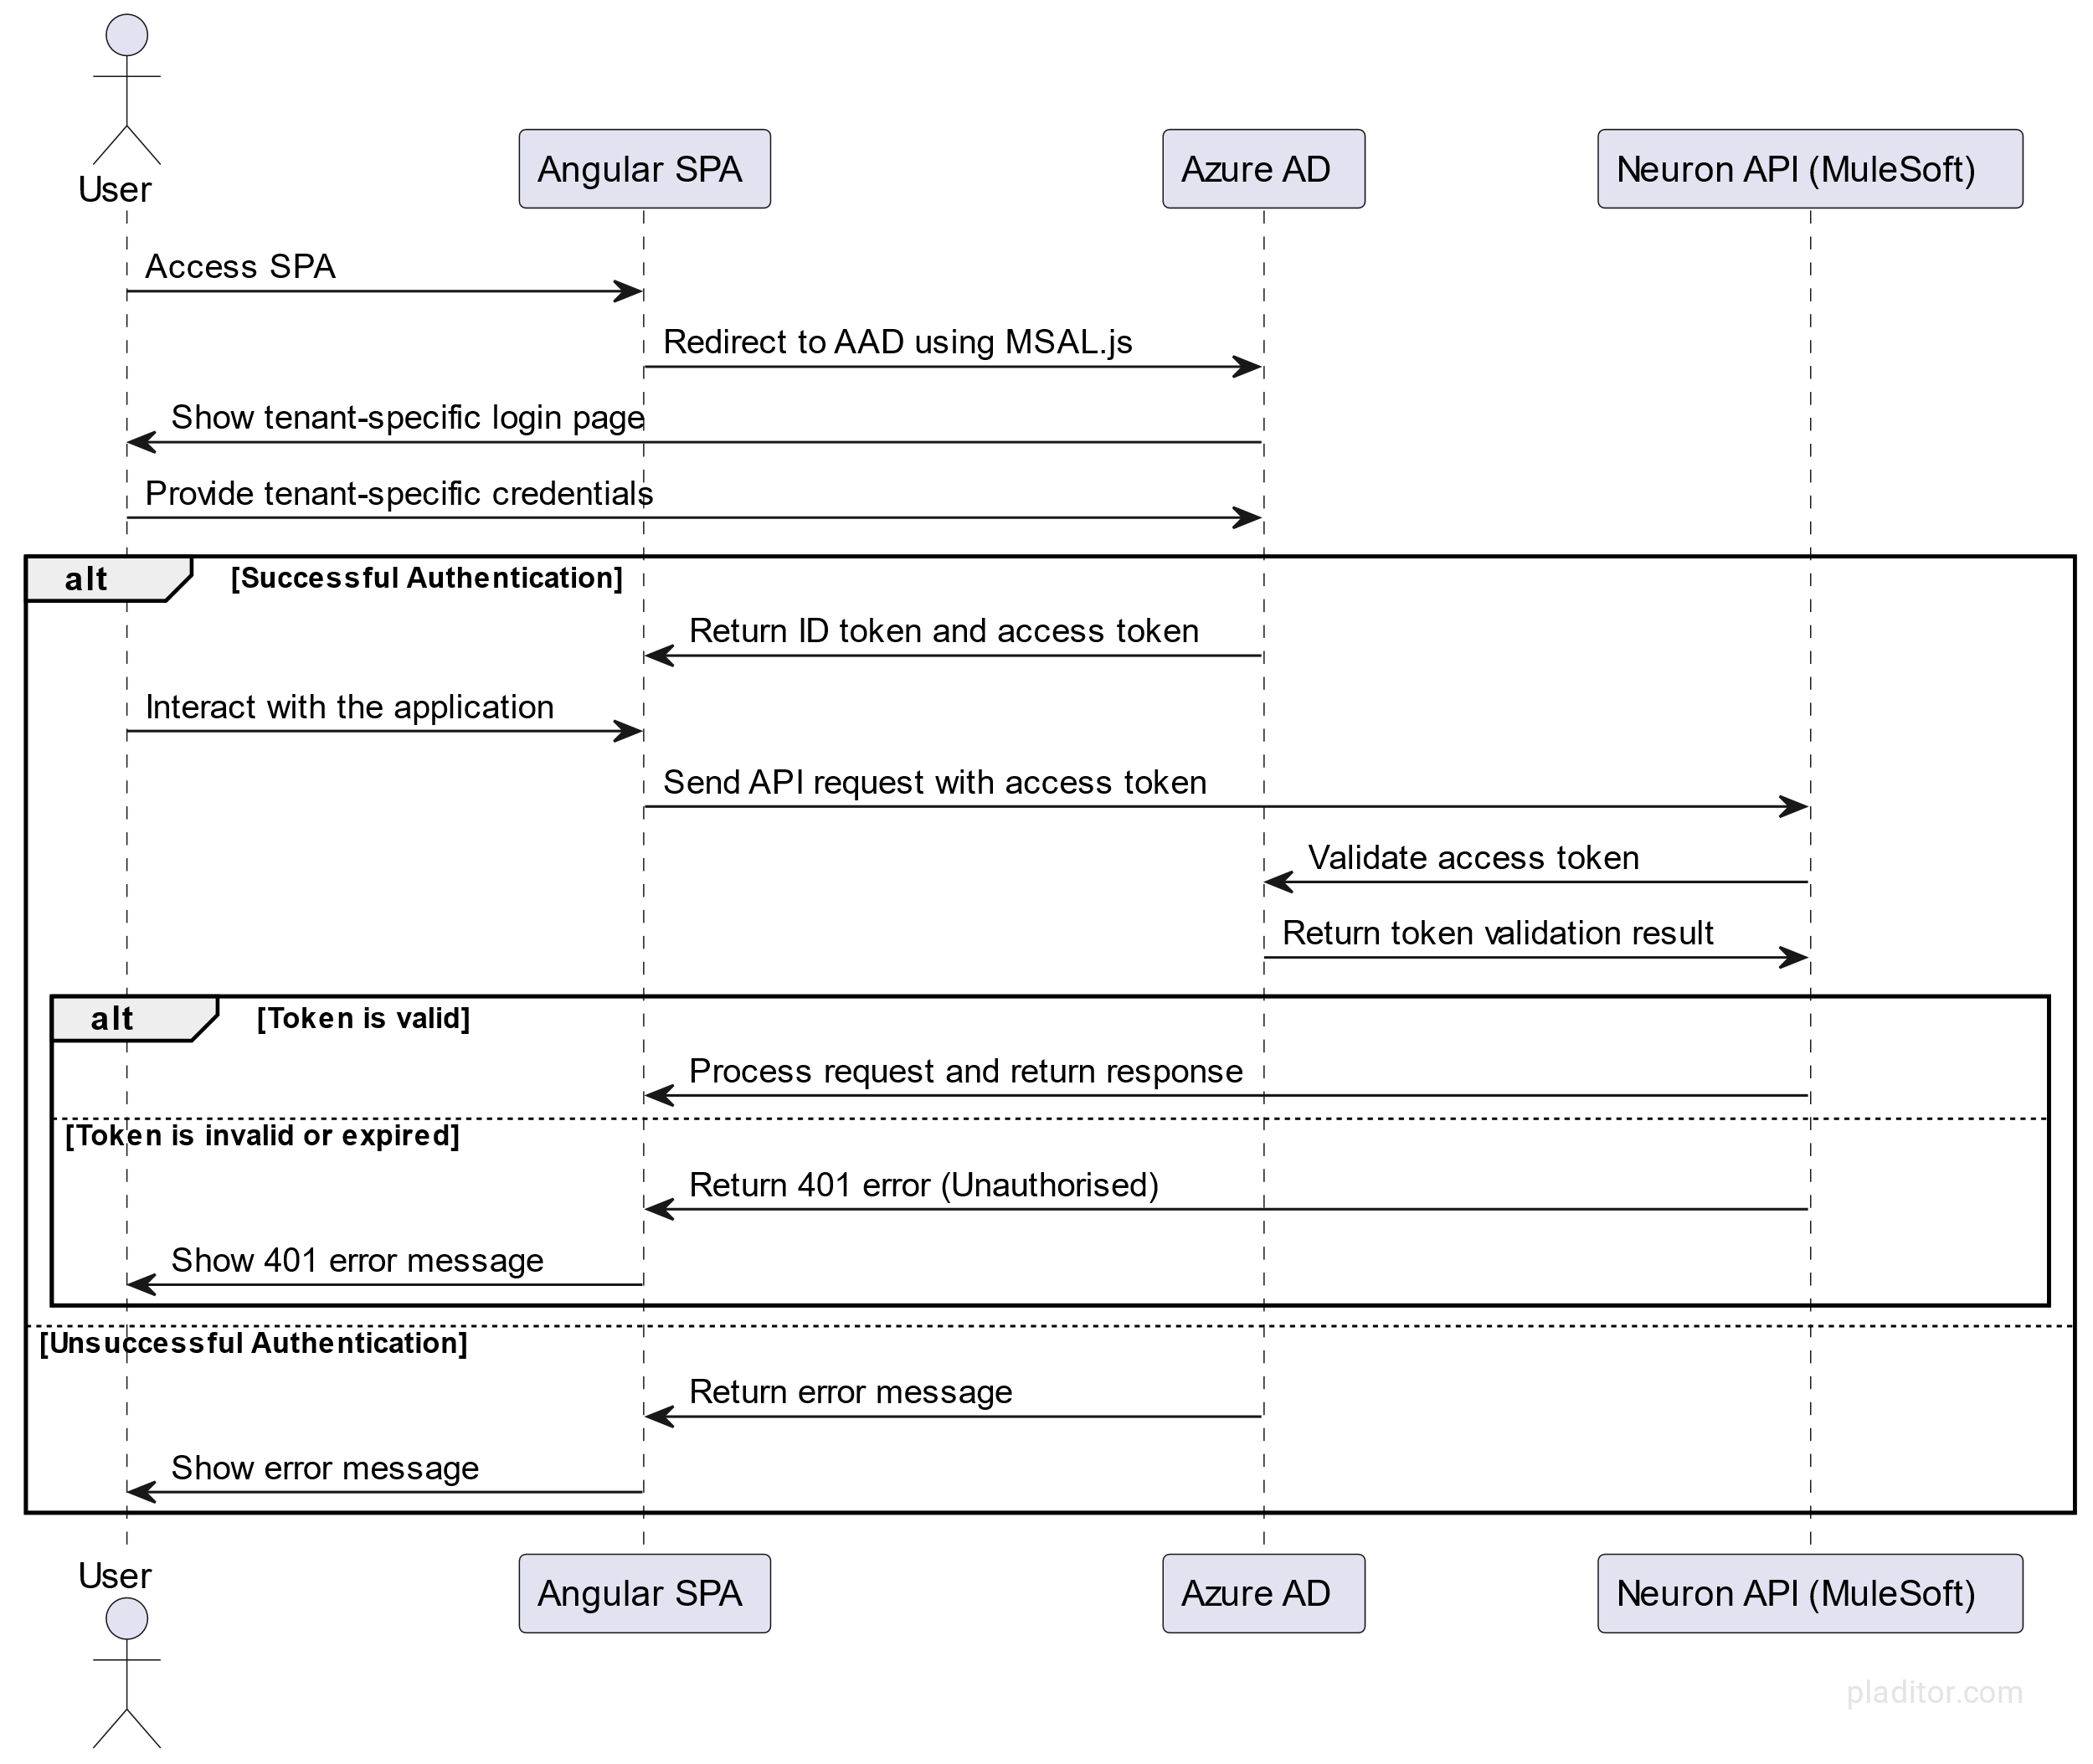 User
Angular SPA
Azure AD
Neuron API (MuleSoft)
Access SPA
Redirect to AAD using MSAL.js
Show tenant-specific login page
Provide tenant-specific credentials
alt [Successful Authentication]
Return ID token and access token
Interact with the application
Send API request with access token
Validate access token
Return token validation result
alt [Token is valid]
Process request and return response
[Token is invalid or expired]
Return 401 error (Unauthorised)
Show 401 error message
[Unsuccessful Authentication]
Return error message
Show error message
User
Angular SPA
Azure AD
Neuron API (MuleSoft)
pladitor.com